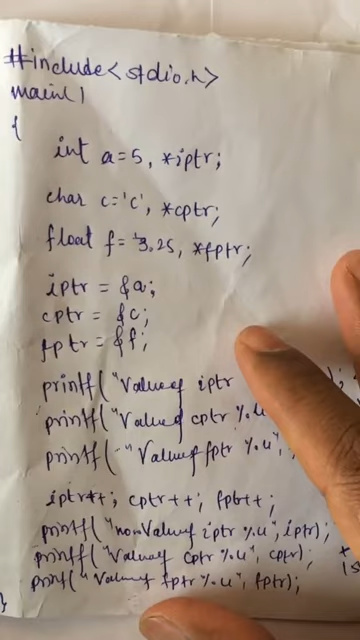 #include<stdio.h>
main()
{
int a=5, *iptr;
char c='c', *cptr;
float f=3.25, *fptr;
iptr = &a;
cptr = &c;
fptr = &f;
printf("Value of iptr
printf("Value of cptr %.u
printf("Value of fptr %.u",
iptr++; cptr++; fptr++;
printf("now Value of iptr %.u", iptr);
printf("Value of cptr %.u", cptr);
printf("Value of fptr %.u", fptr);
}